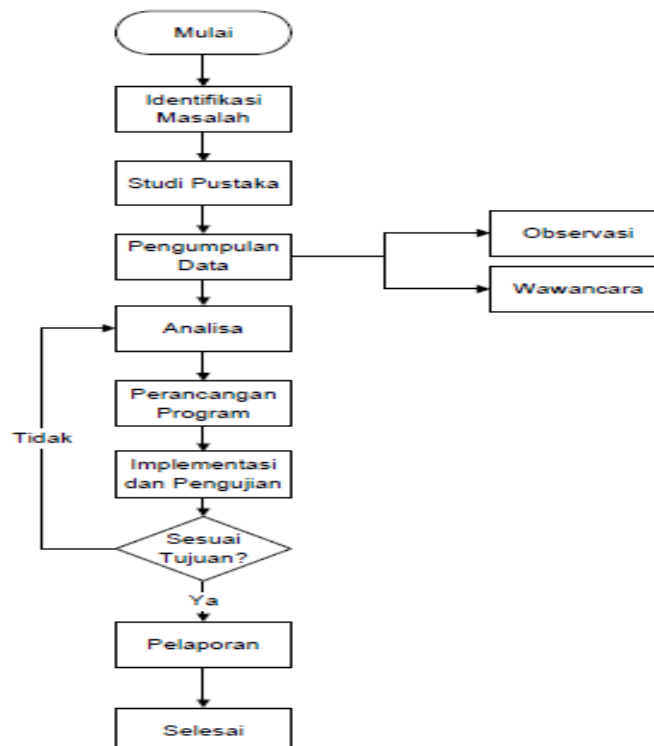 Mulai
Identifikasi
Masalah
Studi Pustaka
Pengumpulan
Data
Observasi
Wawancara
Analisa
Perancangan
Program
Tidak
Implementasi
dan Pengujian
Sesuai
Tujuan?
Ya
Pelaporan
Selesai